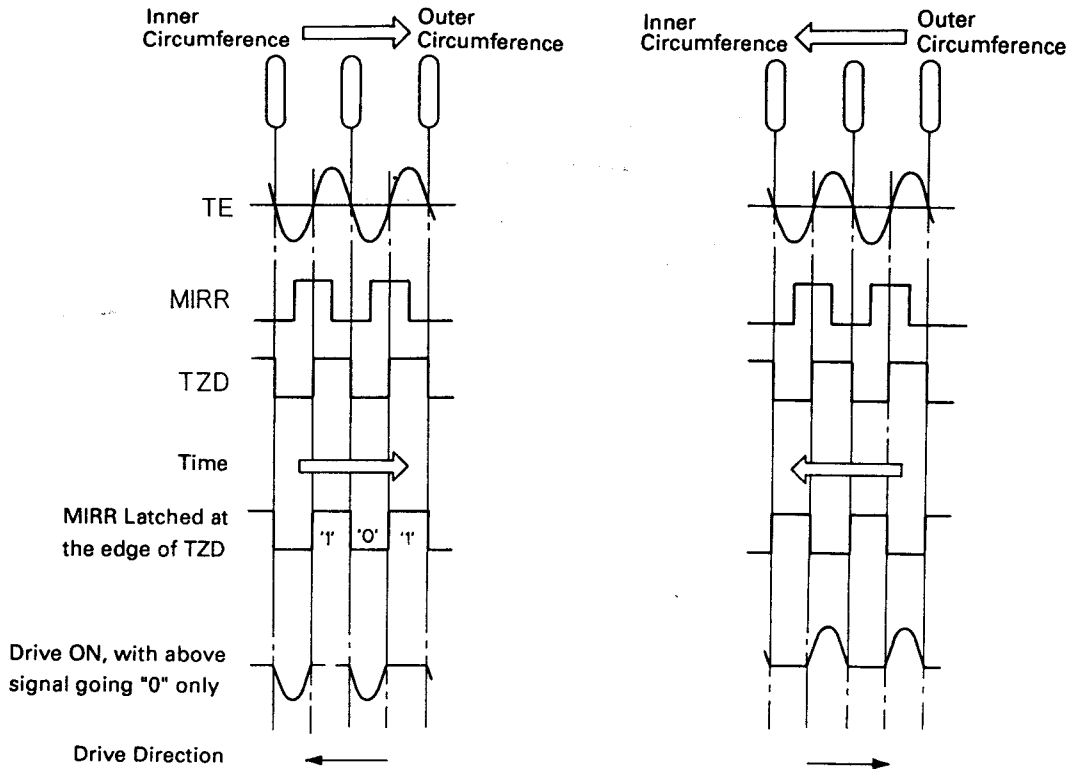 Inner
Circumference
Outer
Circumference
Inner
Circumference
Outer
Circumference
TE
MIRR
TZD
Time
MIRR Latched at
the edge of TZD
'1'
'0'
'1'
Drive ON, with above
signal going "0" only
Drive Direction